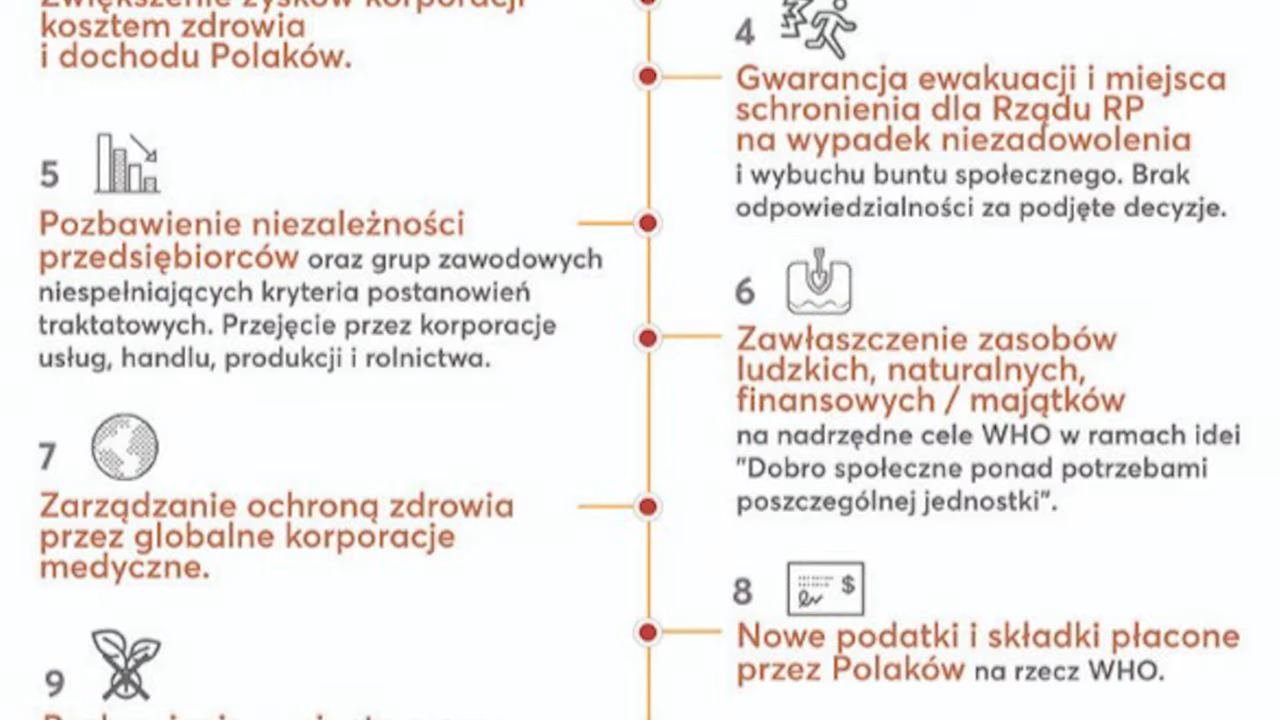 Zwiększenie zysków korporacji
kosztem zdrowia
i dochodu Polaków.
4
Gwarancja ewakuacji i miejsca
schronienia dla Rządu RP
na wypadek niezadowolenia
i wybuchu buntu społecznego. Brak
odpowiedzialności za podjęte decyzje.
5
Pozbawienie niezależności
przedsiębiorców oraz grup zawodowych
niespełniających kryteria postanowień
traktatowych. Przejęcie przez korporacje
usług, handlu, produkcji i rolnictwa.
6
Zawłaszczenie zasobów
ludzkich, naturalnych,
finansowych / majątków
na nadrzędne cele WHO w ramach idei
"Dobro społeczne ponad potrzebami
poszczególnej jednostki".
7
Zarządzanie ochroną zdrowia
przez globalne korporacje
medyczne.
8
$
Nowe podatki i składki płacone
przez Polaków na rzecz WHO.
9